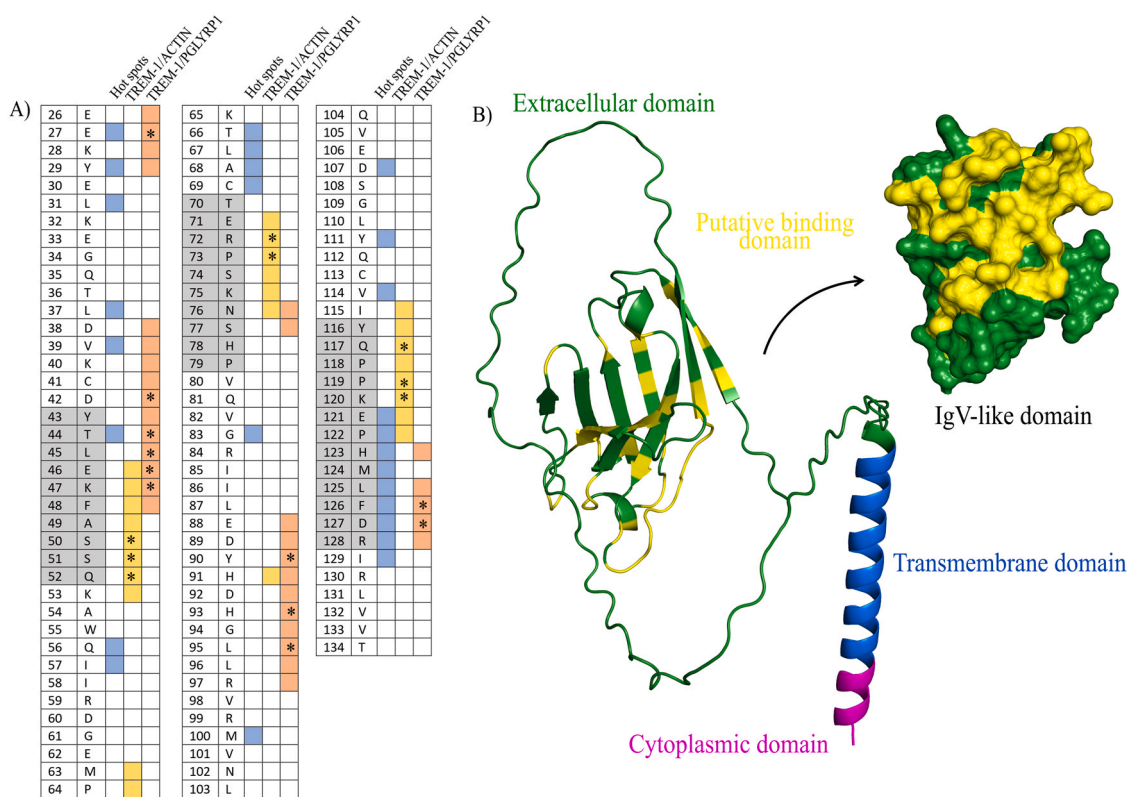 A)
Hot spots
TREM-1/ACTIN
TREM-1/PGLYRP1
26 E
27 E *
28 K
29 Y
30 E
31 L
32 K
33 E
34 G
35 Q
36 T
37 L
38 D
39 V
40 K
41 C
42 D *
43 Y
44 T *
45 L *
46 E *
47 K *
48 F
49 A
50 S *
51 S *
52 Q *
53 K
54 A
55 W
56 Q
57 I
58 I
59 R
60 D
61 G
62 E
63 M
64 P
Hot spots
TREM-1/ACTIN
TREM-1/PGLYRP1
65 K
66 T
67 L
68 A
69 C
70 T
71 E
72 R *
73 P *
74 S
75 K
76 N
77 S
78 H
79 P
80 V
81 Q
82 V
83 G
84 R
85 I
86 I
87 L
88 E
89 D
90 Y *
91 H
92 D
93 H *
94 G
95 L *
96 L
97 R
98 V
99 R
100 M
101 V
102 N
103 L
Hot spots
TREM-1/ACTIN
TREM-1/PGLYRP1
104 Q
105 V
106 E
107 D
108 S
109 G
110 L
111 Y
112 Q
113 C
114 V
115 I
116 Y
117 Q *
118 P
119 P *
120 K *
121 E
122 P
123 H
124 M
125 L
126 F *
127 D *
128 R
129 I
130 R
131 L
132 V
133 V
134 T
B)
Extracellular domain
Putative binding
domain
IgV-like domain
Transmembrane domain
Cytoplasmic domain